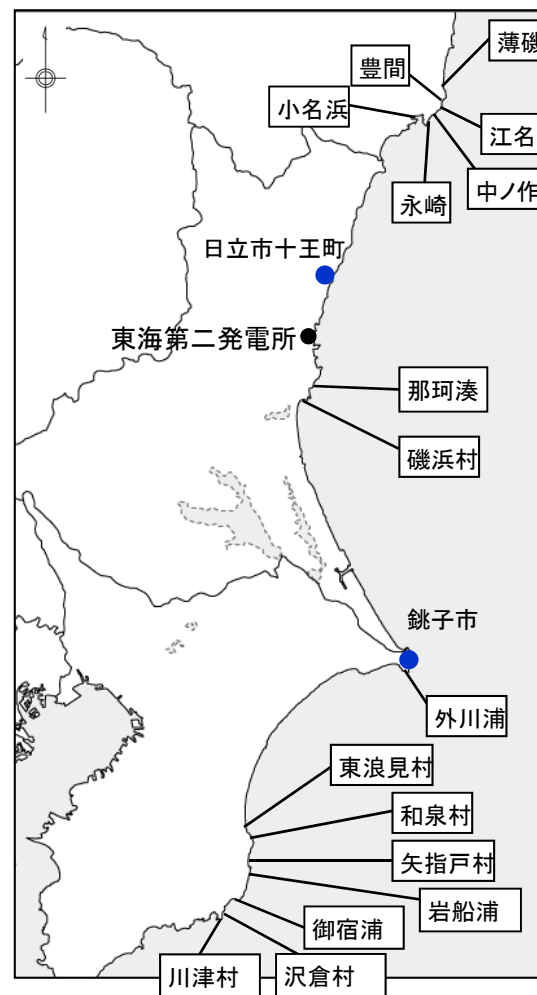 薄磯
豊間
小名浜
江名
中ノ作
永崎
日立市十王町
東海第二発電所
那珂湊
磯浜村
銚子市
外川浦
東浪見村
和泉村
矢指戸村
岩船浦
御宿浦
川津村
沢倉村